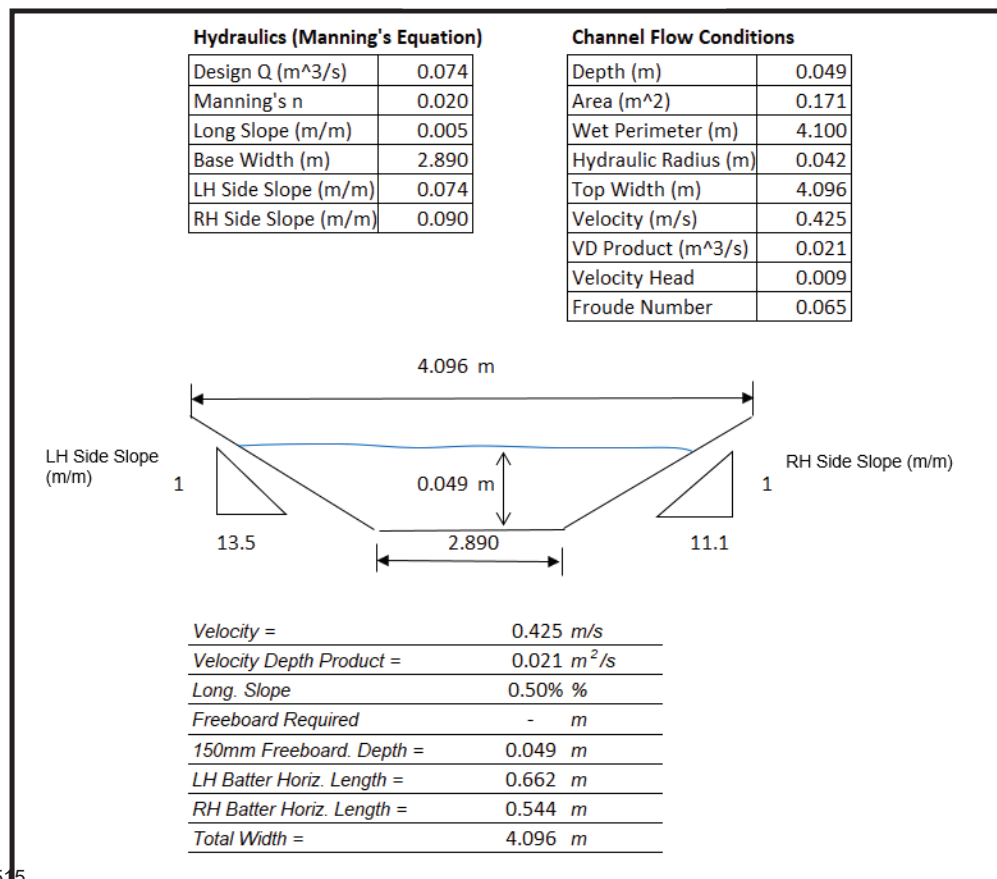 Hydraulics (Manning's Equation)
Design Q (m^3/s) 0.074
Manning's n 0.020
Long Slope (m/m) 0.005
Base Width (m) 2.890
LH Side Slope (m/m) 0.074
RH Side Slope (m/m) 0.090
Channel Flow Conditions
Depth (m) 0.049
Area (m^2) 0.171
Wet Perimeter (m) 4.100
Hydraulic Radius (m) 0.042
Top Width (m) 4.096
Velocity (m/s) 0.425
VD Product (m^3/s) 0.021
Velocity Head 0.009
Froude Number 0.065
4.096 m
LH Side Slope
(m/m)
1
13.5
0.049 m
2.890
RH Side Slope (m/m)
1
11.1
Velocity = 0.425 m/s
Velocity Depth Product = 0.021 m²/s
Long. Slope 0.50% %
Freeboard Required - m
150mm Freeboard. Depth = 0.049 m
LH Batter Horiz. Length = 0.662 m
RH Batter Horiz. Length = 0.544 m
Total Width = 4.096 m